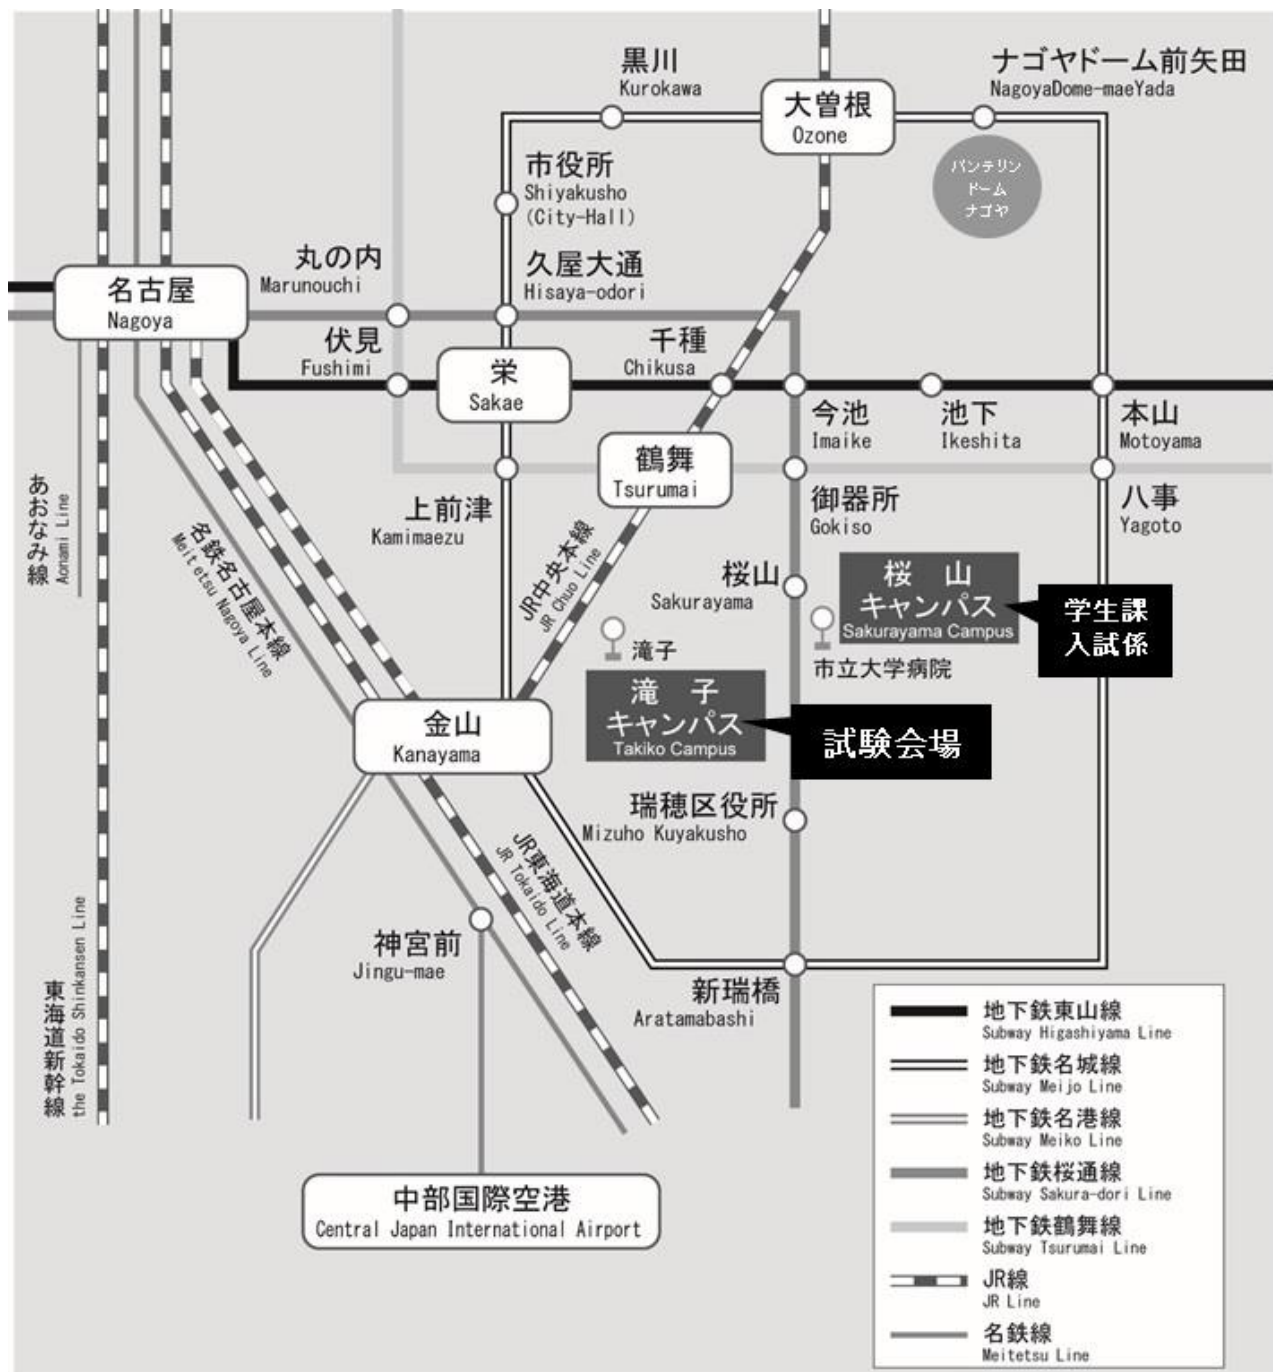 黒川
Kurokawa
大曽根
Ozone
ナゴヤドーム前矢田
NagoyaDome-maeYada
バンテリン
ドーム
ナゴヤ
市役所
Shiyakusho
(City-Hall)
丸の内
Marunouchi
久屋大通
Hisaya-odori
名古屋
Nagoya
伏見
Fushimi
栄
Sakae
千種
Chikusa
今池
Imaike
池下
Ikeshita
本山
Motoyama
上前津
Kamimaezu
鶴舞
Tsurumai
御器所
Gokiso
八事
Yagoto
あおなみ線
Aonami Line
名鉄名古屋本線
Meitetsu Nagoya Line
JR中央本線
JR Chuo Line
桜山
Sakurayama
桜 山
キャンパス
Sakurayama Campus
学生課
入試係
滝子
市立大学病院
滝 子
キャンパス
Takiko Campus
試験会場
金山
Kanayama
瑞穂区役所
Mizuho Kuyakusho
JR東海道本線
JR Tokaido Line
神宮前
Jingu-mae
新瑞橋
Aratamabashi
東海道新幹線
the Tokaido Shinkansen Line
中部国際空港
Central Japan International Airport
地下鉄東山線
Subway Higashiyama Line
地下鉄名城線
Subway Meijo Line
地下鉄名港線
Subway Meiko Line
地下鉄桜通線
Subway Sakura-dori Line
地下鉄鶴舞線
Subway Tsurumai Line
JR線
JR Line
名鉄線
Meitetsu Line